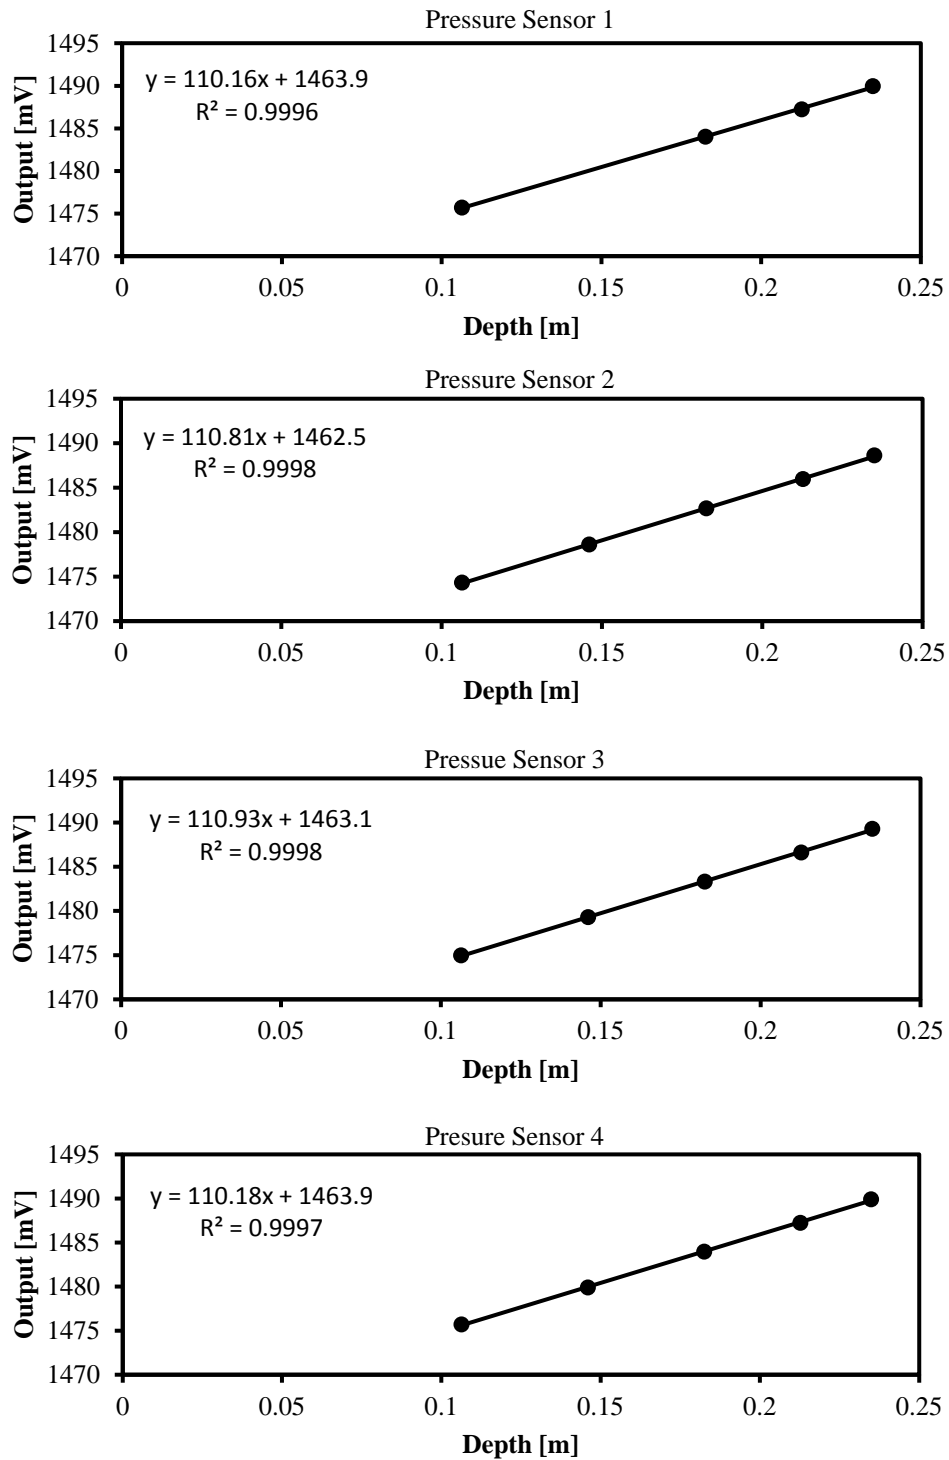 Pressure Sensor 1
y = 110.16x + 1463.9
R² = 0.9996
Output [mV]
1495
1490
1485
1480
1475
1470
0 0.05 0.1 0.15 0.2 0.25
Depth [m]
Pressure Sensor 2
y = 110.81x + 1462.5
R² = 0.9998
Output [mV]
1495
1490
1485
1480
1475
1470
0 0.05 0.1 0.15 0.2 0.25
Depth [m]
Pressue Sensor 3
y = 110.93x + 1463.1
R² = 0.9998
Output [mV]
1495
1490
1485
1480
1475
1470
0 0.05 0.1 0.15 0.2 0.25
Depth [m]
Presure Sensor 4
y = 110.18x + 1463.9
R² = 0.9997
Output [mV]
1495
1490
1485
1480
1475
1470
0 0.05 0.1 0.15 0.2 0.25
Depth [m]